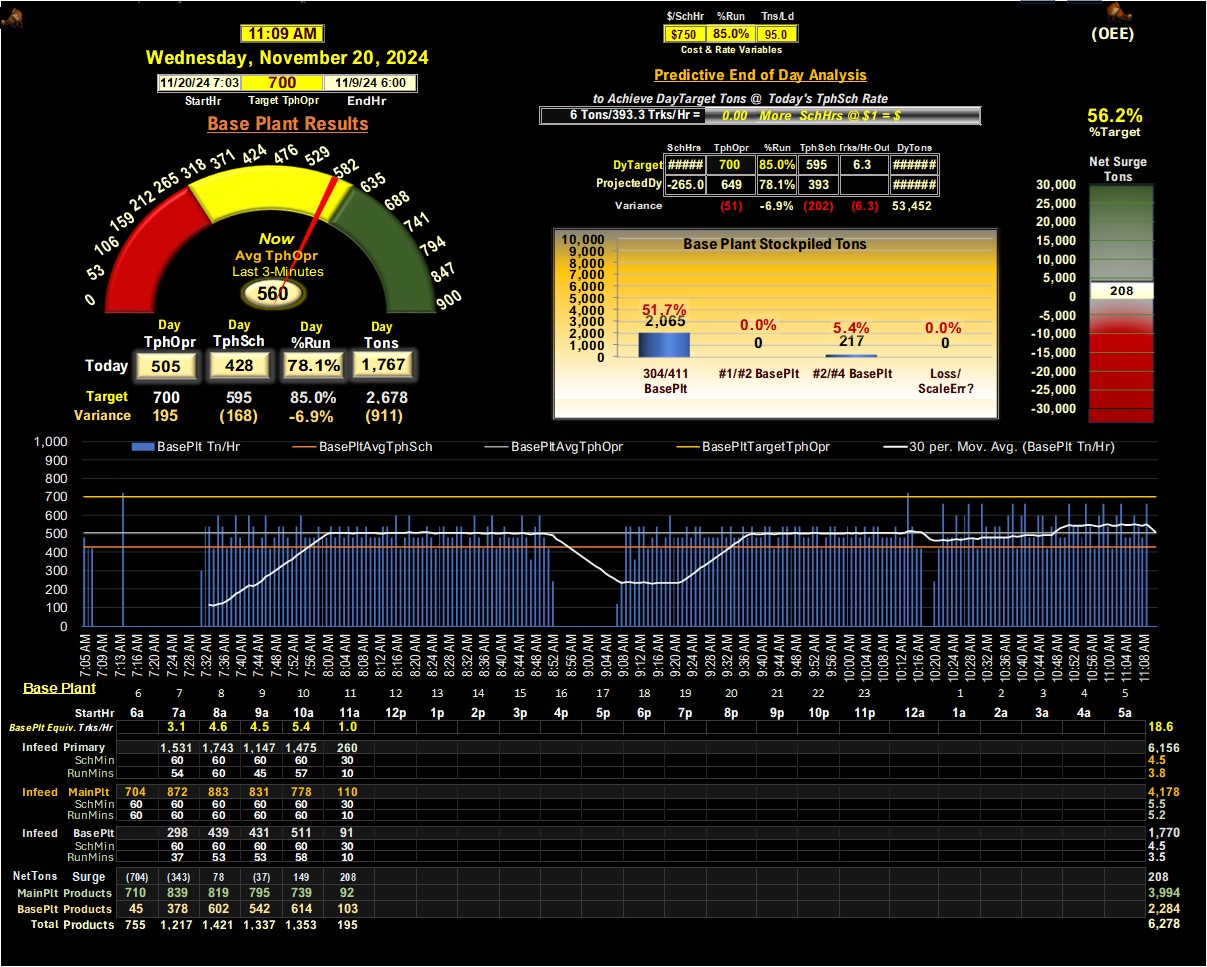 11:09 AM
Wednesday, November 20, 2024
11/20/24 7:03 700 11/9/24 6:00
StartHr Target TphOpr EndHr
Base Plant Results
0 53 106 159 212 265 318 371 424 476 529 582 635 688 741 794 847 900
Now
Avg TphOpr
Last 3-Minutes
560
Day TphOpr Day TphSch Day %Run Day Tons
Today 505 428 78.1% 1,767
Target 700 595 85.0% 2,678
Variance 195 (168) -6.9% (911)
$/SchHr %Run Tns/Ld
$750 85.0% 95.0
Cost & Rate Variables
Predictive End of Day Analysis
to Achieve DayTarget Tons @ Today's TphSch Rate
6 Tons/393.3 Trks/Hr = 0.00 More SchHrs @ $1 = $
SchHrs TphOpr %Run TphSch Trks/Hr-Out DyTons
DyTarget ##### 700 85.0% 595 6.3 ######
ProjectedDy -265.0 649 78.1% 393 ######
Variance (51) -6.9% (202) (6.3) 53,452
Base Plant Stockpiled Tons
10,000
9,000
8,000
7,000
6,000
5,000
4,000
3,000
2,000
1,000
0
51.7% 0.0% 5.4% 0.0%
2,065 0 217 0
304/411 BasePlt #1/#2 BasePlt #2/#4 BasePlt Loss/ ScaleErr?
(OEE)
56.2%
%Target
Net Surge
Tons
30,000
25,000
20,000
15,000
10,000
5,000
0
208
-5,000
-10,000
-15,000
-20,000
-25,000
-30,000
BasePlt Tn/Hr BasePltAvgTphSch BasePltAvgTphOpr BasePltTargetTphOpr 30 per. Mov. Avg. (BasePlt Tn/Hr)
1,000
900
800
700
600
500
400
300
200
100
0
7:05 AM 7:09 AM 7:13 AM 7:16 AM 7:20 AM 7:24 AM 7:28 AM 7:32 AM 7:36 AM 7:40 AM 7:44 AM 7:48 AM 7:52 AM 7:56 AM 8:00 AM 8:04 AM 8:08 AM 8:12 AM 8:16 AM 8:20 AM 8:24 AM 8:28 AM 8:32 AM 8:36 AM 8:40 AM 8:44 AM 8:48 AM 8:52 AM 8:56 AM 9:00 AM 9:04 AM 9:08 AM 9:12 AM 9:16 AM 9:20 AM 9:24 AM 9:28 AM 9:32 AM 9:36 AM 9:40 AM 9:44 AM 9:48 AM 9:52 AM 9:56 AM 10:00 AM 10:04 AM 10:08 AM 10:12 AM 10:16 AM 10:20 AM 10:24 AM 10:28 AM 10:32 AM 10:36 AM 10:40 AM 10:44 AM 10:48 AM 10:52 AM 10:56 AM 11:00 AM 11:04 AM 11:08 AM
Base Plant 6 7 8 9 10 11 12 13 14 15 16 17 18 19 20 21 22 23 1 2 3 4 5
StartHr 6a 7a 8a 9a 10a 11a 12p 1p 2p 3p 4p 5p 6p 7p 8p 9p 10p 11p 12a 1a 2a 3a 4a 5a
BasePlt Equiv. Trks/Hr 3.1 4.6 4.5 5.4 1.0 18.6
Infeed Primary 1,531 1,743 1,147 1,475 260 6,156
SchMin 60 60 60 60 30 4.5
RunMins 54 60 45 57 10 3.8
Infeed MainPlt 704 872 883 831 778 110 4,178
SchMin 60 60 60 60 60 30 5.5
RunMins 60 60 60 60 60 10 5.2
Infeed BasePlt 298 439 431 511 91 1,770
SchMin 60 60 60 60 30 4.5
RunMins 37 53 53 58 10 3.5
NetTons Surge (704) (343) 78 (37) 149 208 208
MainPlt Products 710 839 819 795 739 92 3,994
BasePlt Products 45 378 602 542 614 103 2,284
Total Products 755 1,217 1,421 1,337 1,353 195 6,278